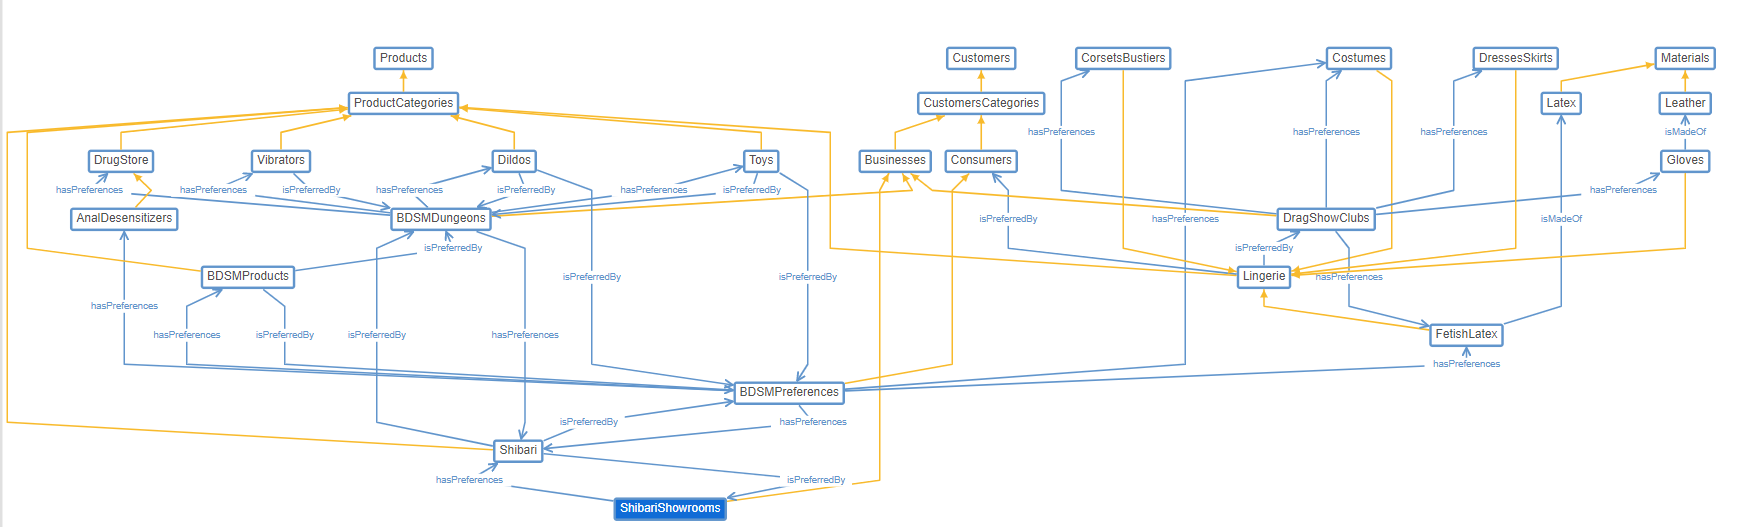 Products
Customers
CorsetsBustiers
Costumes
DressesSkirts
Materials
ProductCategories
CustomersCategories
Latex
Leather
hasPreferences
hasPreferences
hasPreferences
isMadeOf
DrugStore
Vibrators
Dildos
Toys
Businesses
Consumers
Gloves
hasPreferences
hasPreferences
isPreferredBy
hasPreferences
isPreferredBy
hasPreferences
isPreferredBy
hasPreferences
AnalDesensitizers
BDSMDungeons
isPreferredBy
hasPreferences
DragShowClubs
isMadeOf
isPreferredBy
isPreferredBy
BDSMProducts
isPreferredBy
isPreferredBy
Lingerie
hasPreferences
hasPreferences
hasPreferences
isPreferredBy
isPreferredBy
hasPreferences
FetishLatex
hasPreferences
BDSMPreferences
isPreferredBy
hasPreferences
Shibari
hasPreferences
isPreferredBy
ShibariShowrooms